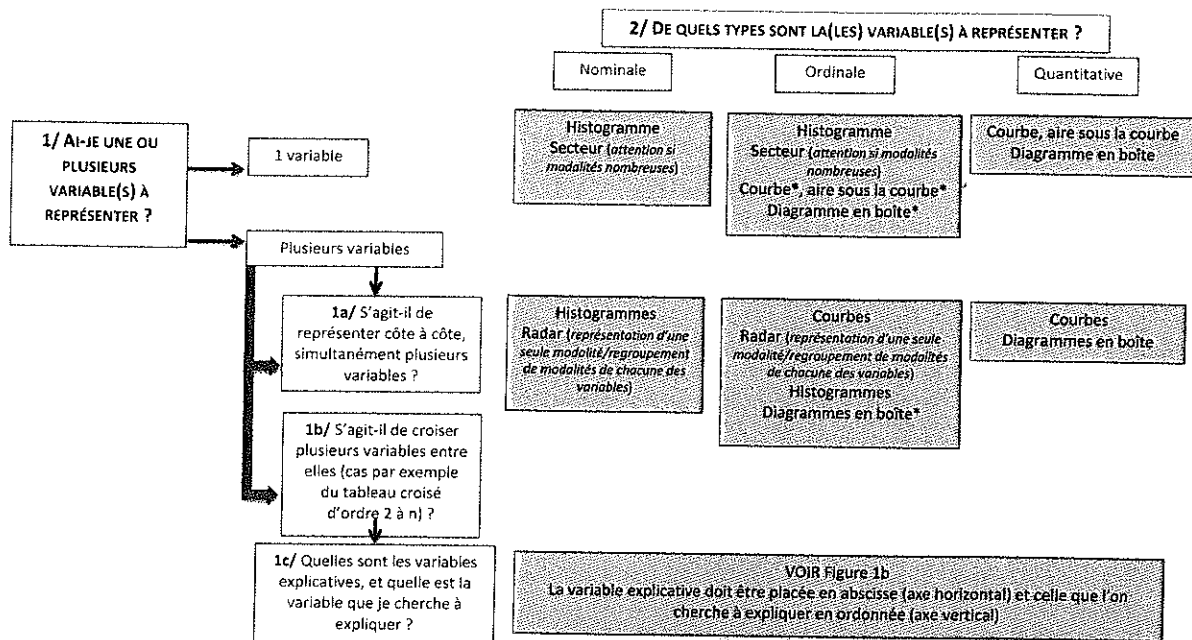 2/ DE QUELS TYPES SONT LA(LES) VARIABLE(S) À REPRÉSENTER ?
Nominale
Ordinale
Quantitative
1/ AI-JE UNE OU
PLUSIEURS
VARIABLE(S) À
REPRÉSENTER ?
1 variable
Histogramme
Secteur (attention si
modalités nombreuses)
Histogramme
Secteur (attention si modalités
nombreuses)
Courbe*, aire sous la courbe*
Diagramme en boîte*
Courbe, aire sous la courbe
Diagramme en boîte
Plusieurs variables
1a/ S'agit-il de
représenter côte à côte,
simultanément plusieurs
variables ?
Histogrammes
Radar (représentation d'une
seule modalité/regroupement
de modalités de chacune des
variables)
Courbes
Radar (représentation d'une seule
modalité/regroupement de modalités
de chacune des variables)
Histogrammes
Diagrammes en boîte*
Courbes
Diagrammes en boîte
1b/ S'agit-il de croiser
plusieurs variables entre
elles (cas par exemple
du tableau croisé
d'ordre 2 à n) ?
1c/ Quelles sont les variables
explicatives, et quelle est la
variable que je cherche à
expliquer ?
VOIR Figure 1b
La variable explicative doit être placée en abscisse (axe horizontal) et celle que l'on
cherche à expliquer en ordonnée (axe vertical)